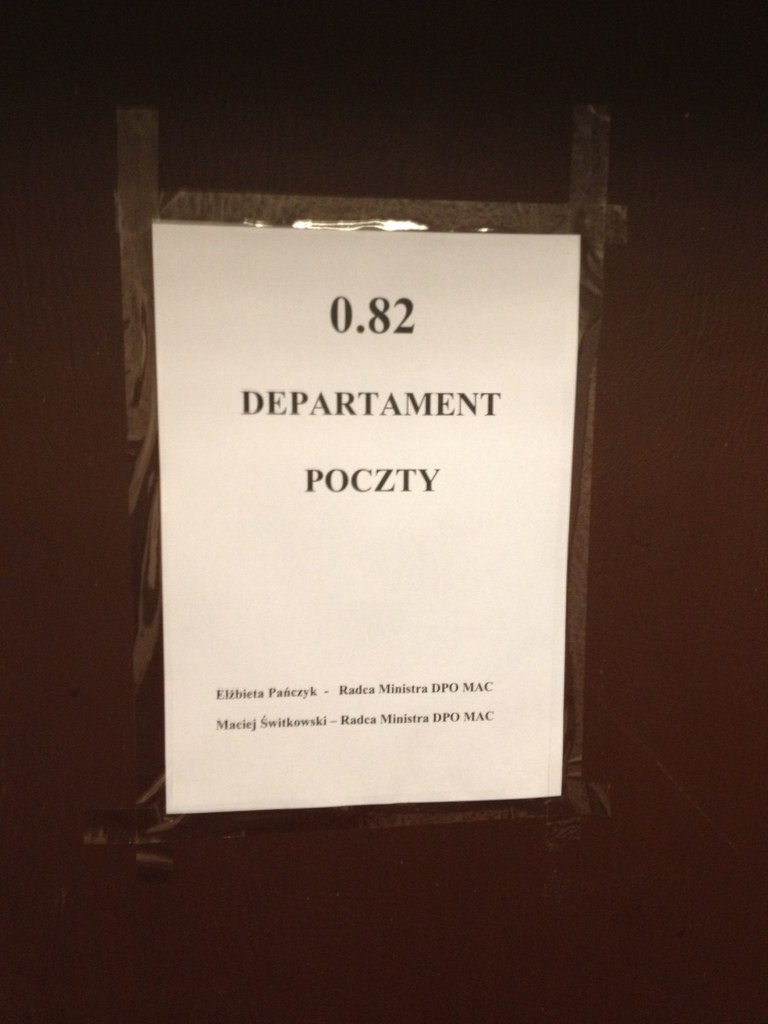 0.82
DEPARTAMENT
POCZTY
Elżbieta Pańczyk - Radca Ministra DPO MAC
Maciej Świtkowski – Radca Ministra DPO MAC